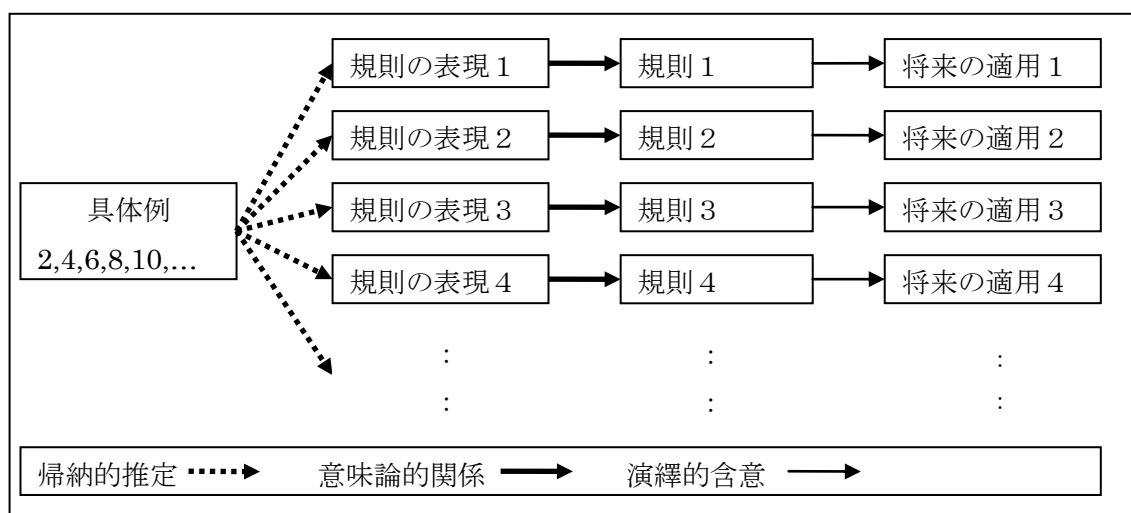 規則の表現１ 規則１ 将来の適用１
規則の表現２ 規則２ 将来の適用２
具体例
2,4,6,8,10,…
規則の表現３ 規則３ 将来の適用３
規則の表現４ 規則４ 将来の適用４
： ： ：
： ： ：
帰納的推定 意味論的関係 演繹的含意